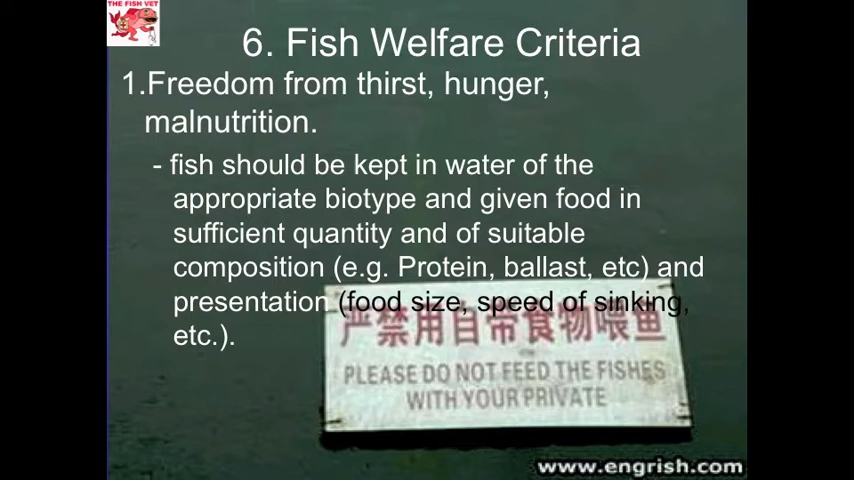 THE FISH VET
6. Fish Welfare Criteria
1.Freedom from thirst, hunger,
malnutrition.
- fish should be kept in water of the
appropriate biotype and given food in
sufficient quantity and of suitable
composition (e.g. Protein, ballast, etc) and
presentation (food size, speed of sinking,
etc.).
严禁用自带食物喂鱼
PLEASE DO NOT FEED THE FISHES
WITH YOUR PRIVATE
www.engrish.com